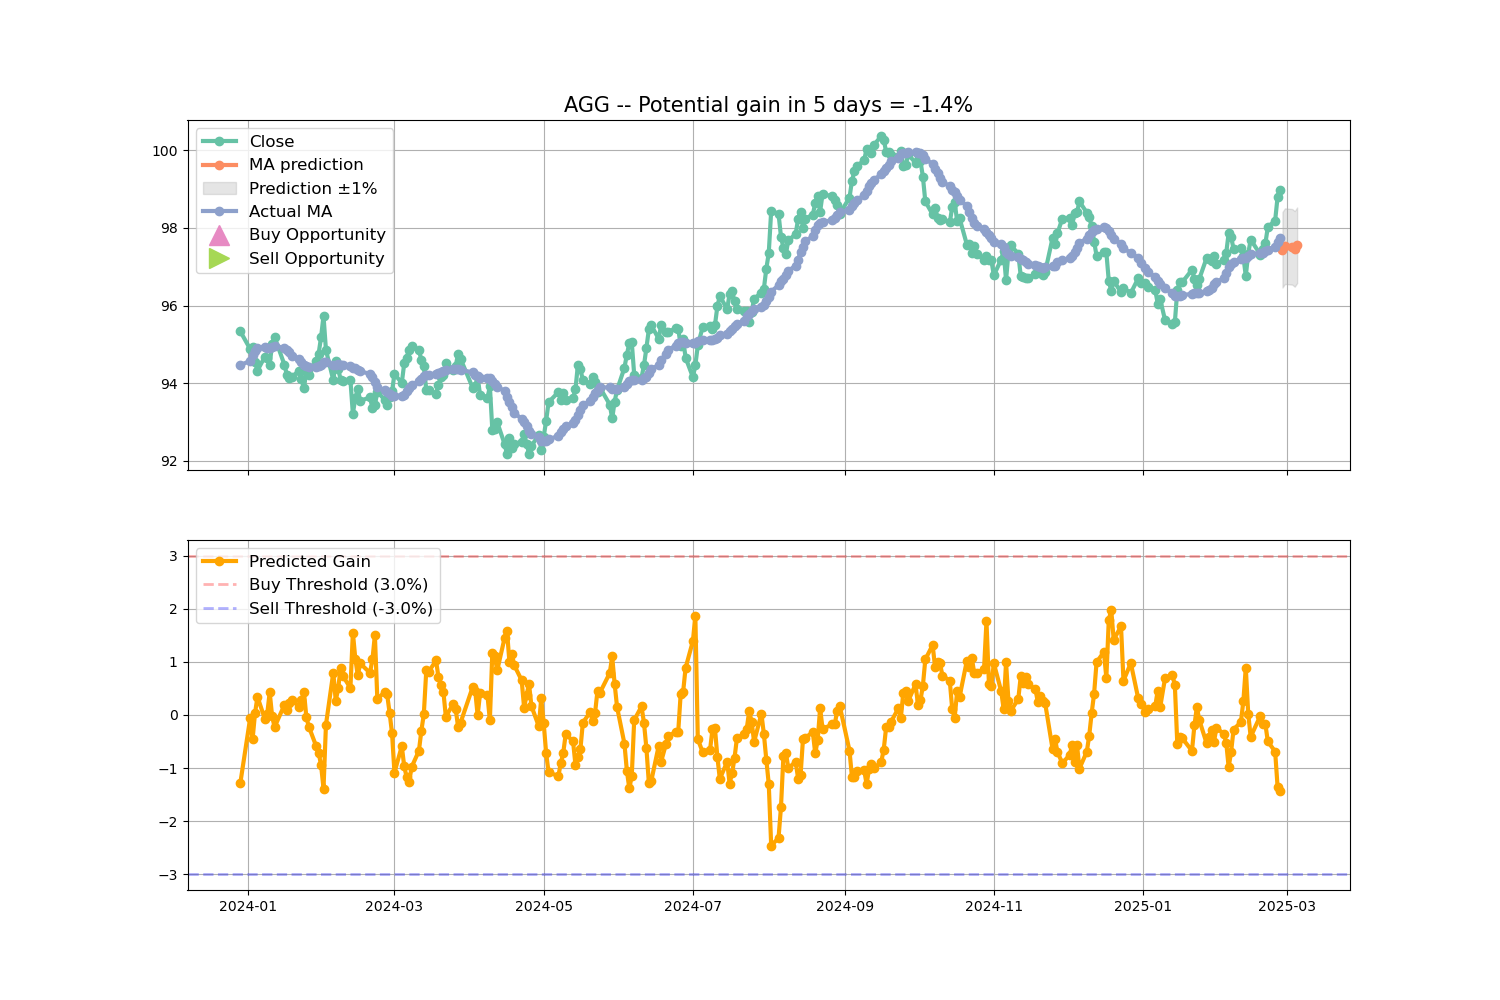 AGG -- Potential gain in 5 days = -1.4%
Close
MA prediction
Prediction ±1%
Actual MA
Buy Opportunity
Sell Opportunity
100
98
96
94
92
Predicted Gain
Buy Threshold (3.0%)
Sell Threshold (-3.0%)
3
2
1
0
−1
−2
−3
2024-01 2024-03 2024-05 2024-07 2024-09 2024-11 2025-01 2025-03